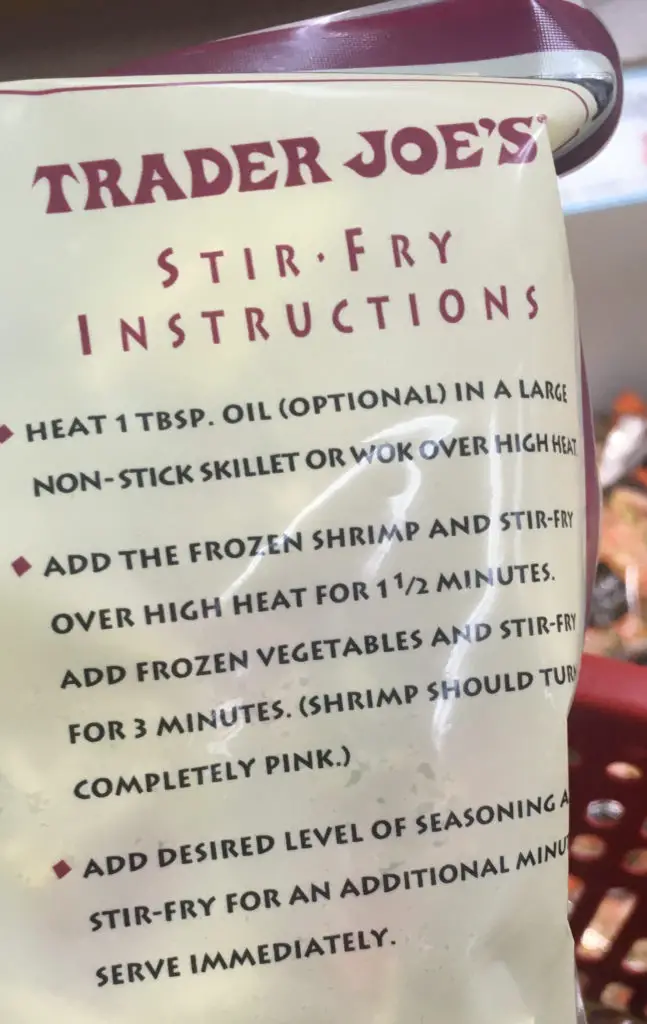 TRADER JOE'S
STIR·FRY
INSTRUCTIONS
HEAT 1 TBSP. OIL (OPTIONAL) IN A LARGE
NON-STICK SKILLET OR WOK OVER HIGH HEAT
ADD THE FROZEN SHRIMP AND STIR-FRY
OVER HIGH HEAT FOR 1 1/2 MINUTES.
ADD FROZEN VEGETABLES AND STIR-FRY
FOR 3 MINUTES. (SHRIMP SHOULD
COMPLETELY PINK.)
ADD DESIRED LEVEL OF SEASONING
STIR-FRY FOR AN ADDITIONAL
SERVE IMMEDIATELY.